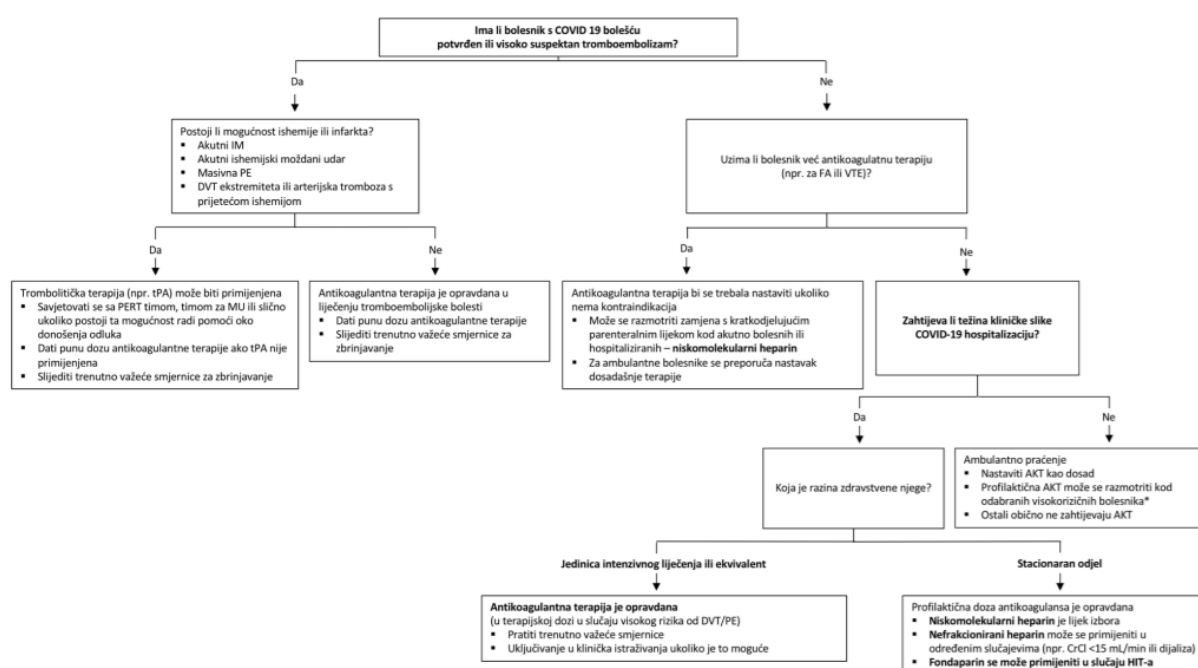 Ima li bolesnik s COVID 19 bolešću
potvrđen ili visoko suspektan tromboembolizam?
Da
Ne
Postoji li mogućnost ishemije ili infarkta?
▪ Akutni IM
▪ Akutni ishemijski moždani udar
▪ Masivna PE
▪ DVT ekstremiteta ili arterijska tromboza s
prijetećom ishemijom
Uzima li bolesnik već antikoagulatnu terapiju
(npr. za FA ili VTE)?
Da
Ne
Da
Ne
Trombolitička terapija (npr. tPA) može biti primijenjena
▪ Savjetovati se sa PERT timom, timom za MU ili slično
ukoliko postoji ta mogućnost radi pomoći oko
donošenja odluka
▪ Dati punu dozu antikoagulantne terapije ako tPA nije
primijenjena
▪ Slijediti trenutno važeće smjernice za zbrinjavanje
Antikoagulantna terapija je opravdana u
liječenju tromboembolijske bolesti
▪ Dati punu dozu antikoagulantne terapije
▪ Slijediti trenutno važeće smjernice za
zbrinjavanje
Antikoagulantna terapija bi se trebala nastaviti ukoliko
nema kontraindikacija
▪ Može se razmotriti zamjena s kratkodjelujućim
parenteralnim lijekom kod akutno bolesnih ili
hospitaliziranih – niskomolekularni heparin
▪ Za ambulantne bolesnike se preporuča nastavak
dosadašnje terapije
Zahtijeva li težina kliničke slike
COVID-19 hospitalizaciju?
Da
Ne
Koja je razina zdravstvene njege?
Ambulantno praćenje
▪ Nastaviti AKT kao dosad
▪ Profilaktična AKT može se razmotriti kod
odabranih visokorizičnih bolesnika*
▪ Ostali obično ne zahtijevaju AKT
Jedinica intenzivnog liječenja ili ekvivalent
Stacionaran odjel
Antikoagulantna terapija je opravdana
(u terapijskoj dozi u slučaju visokog rizika od DVT/PE)
▪ Pratiti trenutno važeće smjernice
▪ Uključivanje u klinička istraživanja ukoliko je to moguće
Profilaktična doza antikoagulansa je opravdana
▪ Niskomolekularni heparin je lijek izbora
▪ Nefrakcionirani heparin može se primijeniti u
određenim slučajevima (npr. CrCl <15 mL/min ili dijaliza)
▪ Fondaparin se može primijeniti u slučaju HIT-a